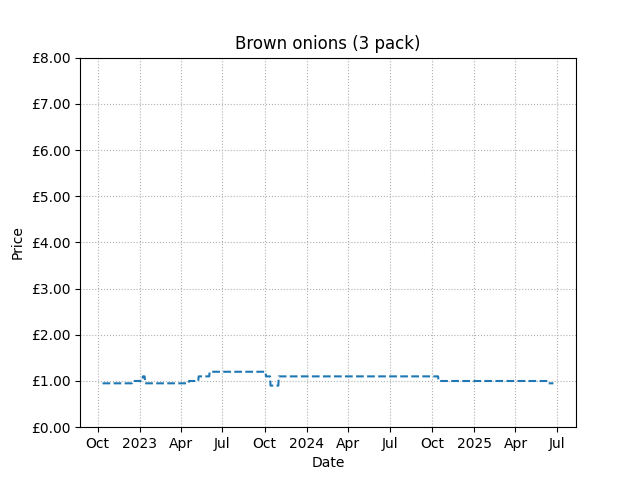 Brown onions (3 pack)
£8.00
£7.00
£6.00
£5.00
£4.00
£3.00
£2.00
£1.00
£0.00
Price
Oct 2023 Apr Jul Oct 2024 Apr Jul Oct 2025 Apr Jul
Date